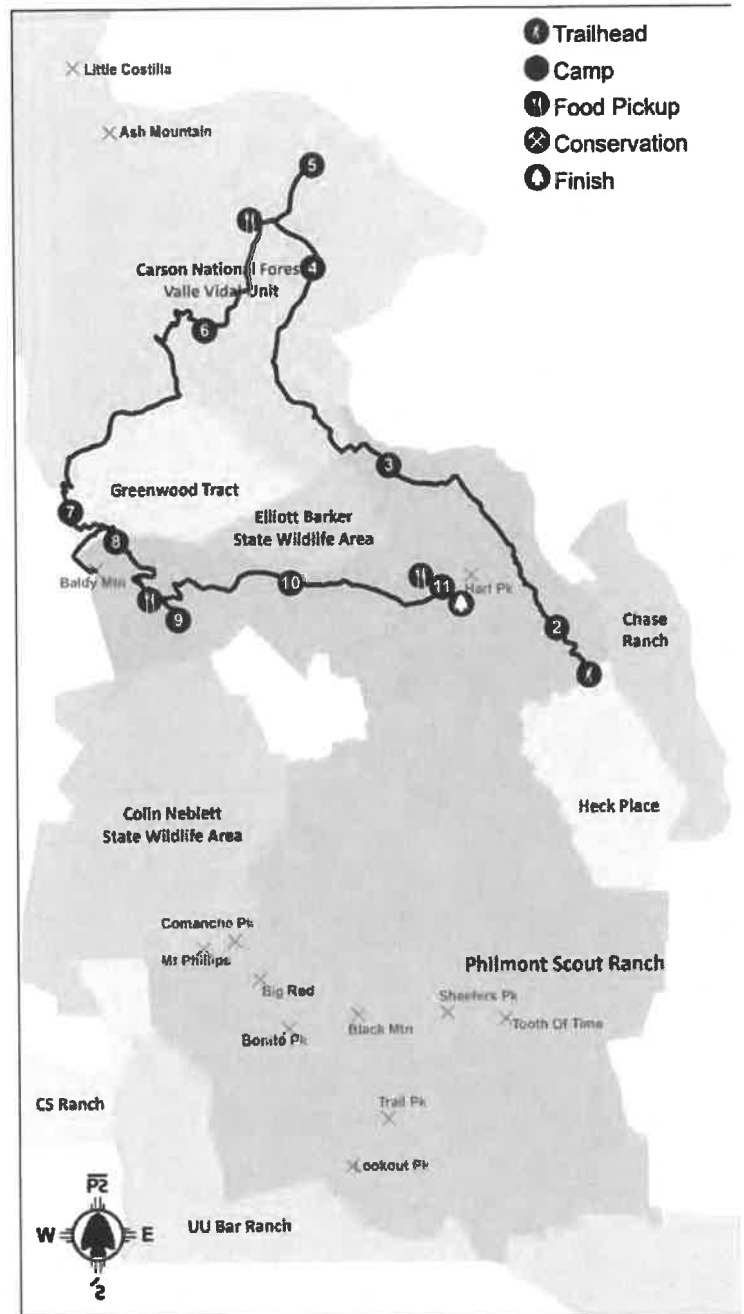 Trailhead
Camp
Food Pickup
Conservation
Finish
Little Costilla
Ash Mountain
5
Carson National Fores
4
Valle Vidal Unit
6
3
Greenwood Tract
7
Elliott Barker
State Wildlife Area
8
Baldy Mtn
10
11
Hart Pk
9
2
Chase
Ranch
Heck Place
Colin Neblett
State Wildlife Area
Comancho Pk
Mt Phillips
Philmont Scout Ranch
Big Red
Sheefers Pk
Black Mtn
Tooth Of Time
Bonito Pk
CS Ranch
Trail Pk
Lookout Pk
UU Bar Ranch
W
E